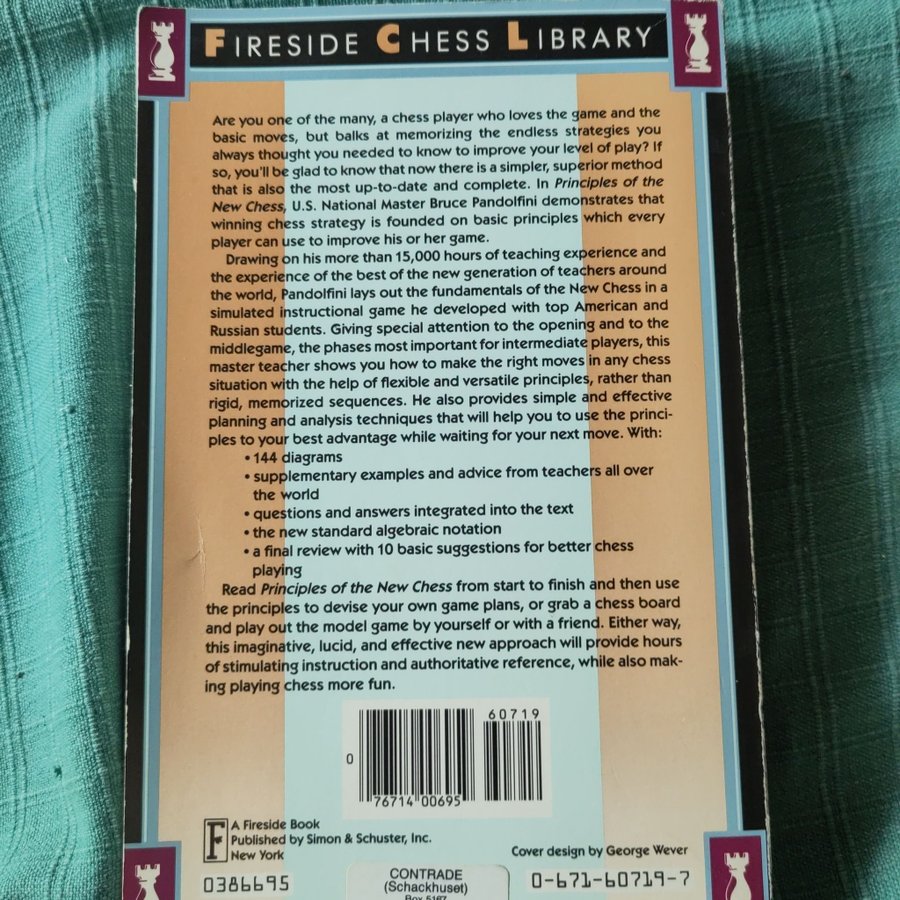 FIRESIDE CHESS LIBRARY
Are you one of the many, a chess player who loves the game and the
basic moves, but balks at memorizing the endless strategies you
always thought you needed to know to improve your level of play? If
so, you'll be glad to know that now there is a simpler, superior method
that is also the most up-to-date and complete. In Principles of the
New Chess, U.S. National Master Bruce Pandolfini demonstrates that
winning chess strategy is founded on basic principles which every
player can use to improve his or her game.
Drawing on his more than 15,000 hours of teaching experience and
the experience of the best of the new generation of teachers around
the world, Pandolfini lays out the fundamentals of the New Chess in a
simulated instructional game he developed with top American and
Russian students. Giving special attention to the opening and to the
middlegame, the phases most important for intermediate players, this
master teacher shows you how to make the right moves in any chess
situation with the help of flexible and versatile principles, rather than
rigid, memorized sequences. He also provides simple and effective
planning and analysis techniques that will help you to use the princi-
ples to your best advantage while waiting for your next move. With:
• 144 diagrams
• supplementary examples and advice from teachers all over
the world
• questions and answers integrated into the text
• the new standard algebraic notation
• a final review with 10 basic suggestions for better chess
playing
Read Principles of the New Chess from start to finish and then use
the principles to devise your own game plans, or grab a chess board
and play out the model game by yourself or with a friend. Either way,
this imaginative, lucid, and effective new approach will provide hours
of stimulating instruction and authoritative reference, while also mak-
ing playing chess more fun.
60719
0
76714 00695
F
A Fireside Book
Published by Simon & Schuster, Inc.
New York
Cover design by George Wever
0386695
CONTRADE
(Schackhuset)
Box 5167
0-671-60719-7